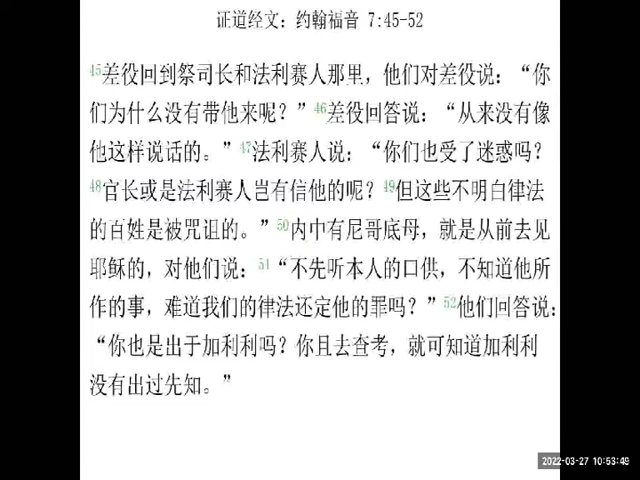 证道经文：约翰福音 7:45-52
45差役回到祭司长和法利赛人那里，他们对差役说：“你
们为什么没有带他来呢？”46差役回答说：“从来没有像
他这样说话的。”47法利赛人说：“你们也受了迷惑吗？
48官长或是法利赛人岂有信他的呢？49但这些不明白律法
的百姓是被咒诅的。”50内中有尼哥底母，就是从前去见
耶稣的，对他们说：51“不先听本人的口供，不知道他所
作的事，难道我们的律法还定他的罪吗？”52他们回答说：
“你也是出于加利利吗？你且去查考，就可知道加利利
没有出过先知。”
2022-03-27 10:53:49